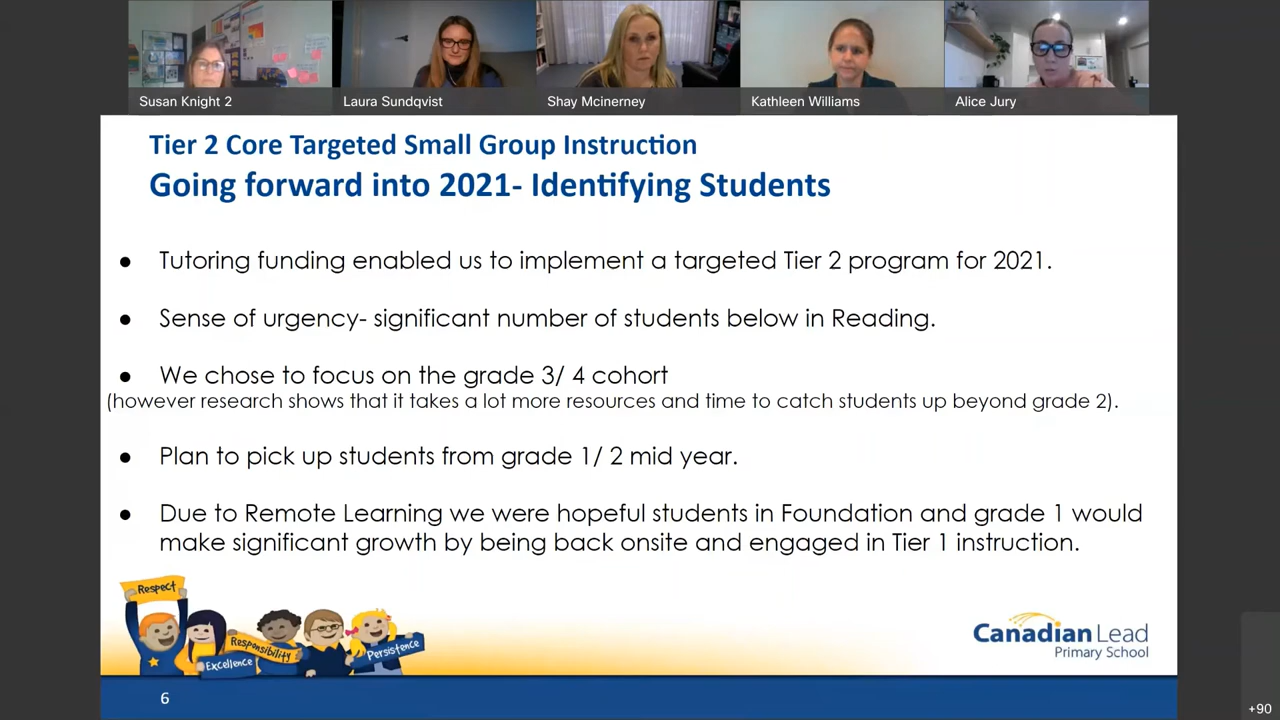 Susan Knight 2
Laura Sundqvist
Shay Mcinerney
Kathleen Williams
Alice Jury
Tier 2 Core Targeted Small Group Instruction
Going forward into 2021- Identifying Students
● Tutoring funding enabled us to implement a targeted Tier 2 program for 2021.
● Sense of urgency- significant number of students below in Reading.
● We chose to focus on the grade 3/ 4 cohort
(however research shows that it takes a lot more resources and time to catch students up beyond grade 2).
● Plan to pick up students from grade 1/ 2 mid year.
● Due to Remote Learning we were hopeful students in Foundation and grade 1 would
make significant growth by being back onsite and engaged in Tier 1 instruction.
Respect
Responsibility
Excellence
Persistence
Canadian Lead
Primary School
6
+90